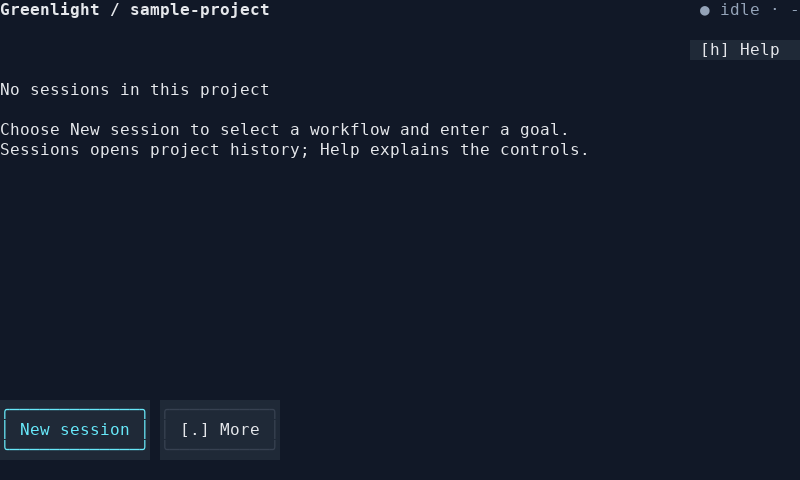 Greenlight / sample-project ● idle · -
[h] Help
No sessions in this project
Choose New session to select a workflow and enter a goal.
Sessions opens project history; Help explains the controls.
New session [.] More